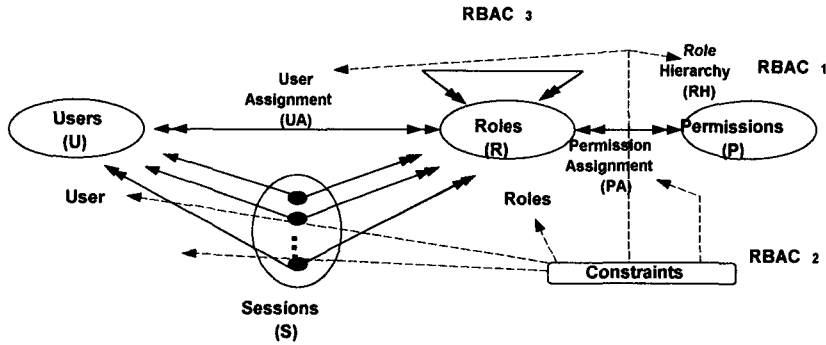 RBAC 3
Role
Hierarchy
(RH)
RBAC 1
User
Assignment
(UA)
Users
(U)
Roles
(R)
Permissions
(P)
Permission
Assignment
(PA)
User
Roles
RBAC 2
Constraints
Sessions
(S)